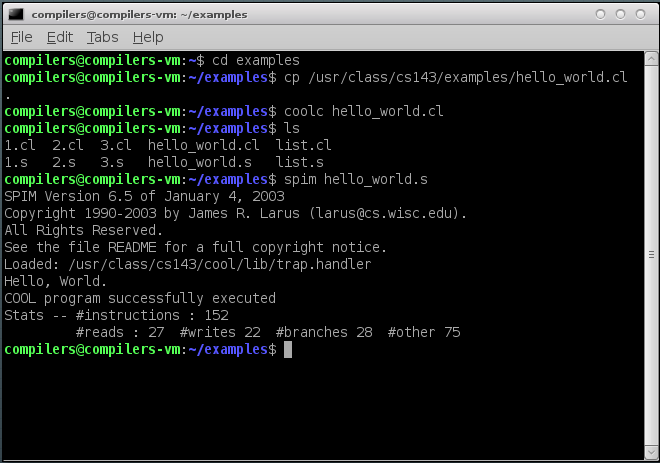 compilers@compilers-vm: ~/examples
File Edit Tabs Help
compilers@compilers-vm:~$ cd examples
compilers@compilers-vm:~/examples$ cp /usr/class/cs143/examples/hello_world.cl
.
compilers@compilers-vm:~/examples$ coolc hello_world.cl
compilers@compilers-vm:~/examples$ ls
1.cl  2.cl  3.cl  hello_world.cl  list.cl
1.s   2.s   3.s   hello_world.s   list.s
compilers@compilers-vm:~/examples$ spim hello_world.s
SPIM Version 6.5 of January 4, 2003
Copyright 1990-2003 by James R. Larus (larus@cs.wisc.edu).
All Rights Reserved.
See the file README for a full copyright notice.
Loaded: /usr/class/cs143/cool/lib/trap.handler
Hello, World.
COOL program successfully executed
Stats -- #instructions : 152
         #reads : 27  #writes 22  #branches 28  #other 75
compilers@compilers-vm:~/examples$